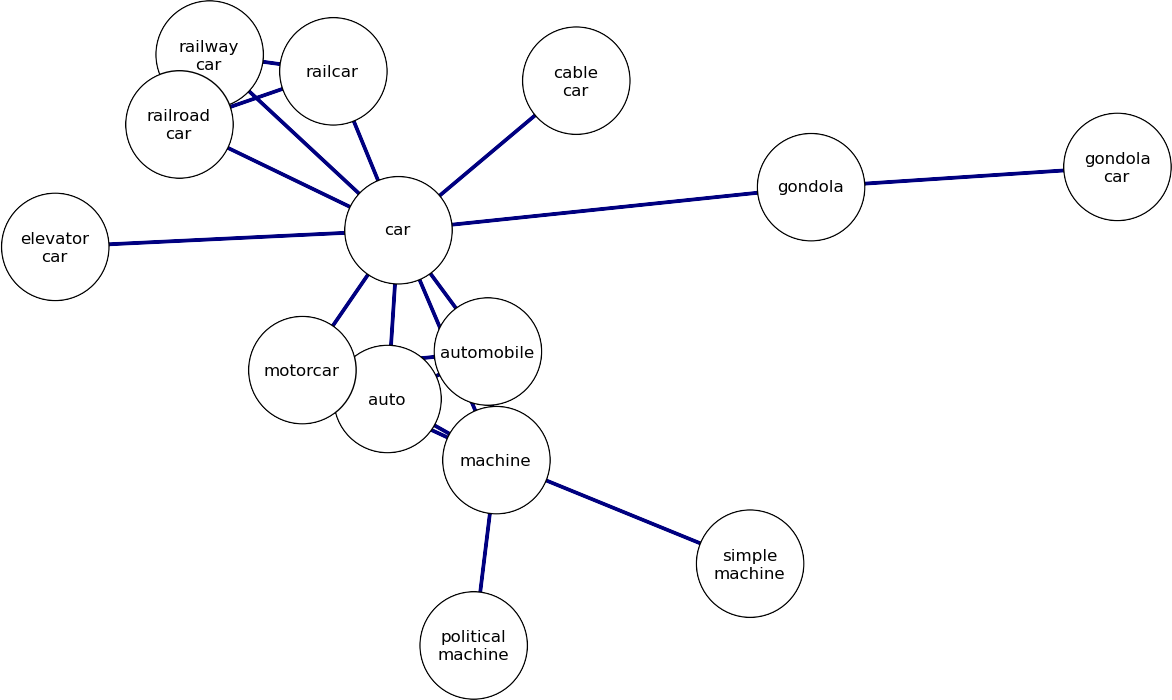 railway
car
railcar
cable
car
railroad
car
gondola
car
gondola
car
elevator
car
automobile
motorcar
auto
machine
simple
machine
political
machine